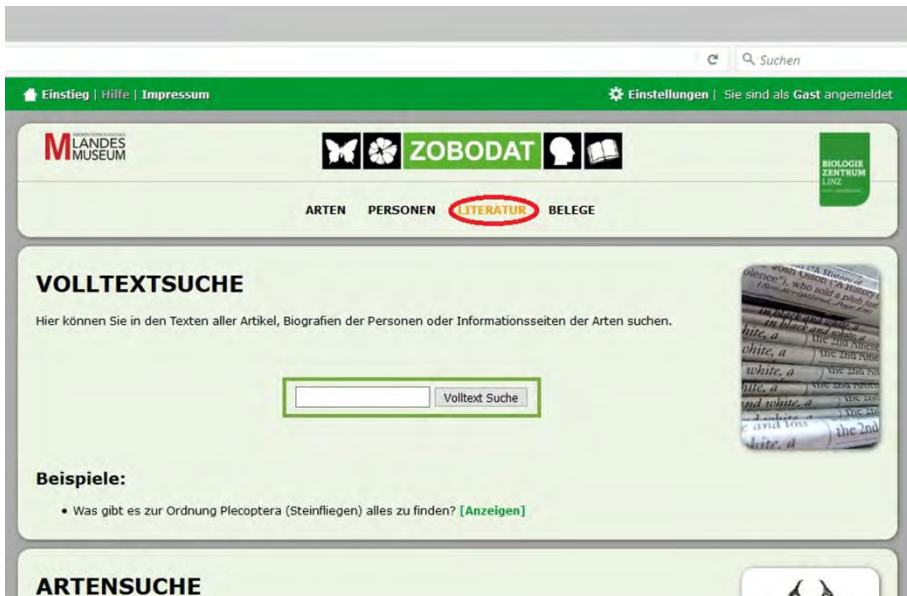 Suchen
Einstieg | Hilfe | Impressum
Einstellungen | Sie sind als Gast angemeldet
LANDES
MUSEUM
ZOBODAT
BIOLOGIE
ZENTRUM
LINZ
ARTEN PERSONEN LITERATUR BELEGE
VOLLTEXTSUCHE
Hier können Sie in den Texten aller Artikel, Biografien der Personen oder Informationsseiten der Arten suchen.
Volltext Suche
Beispiele:
• Was gibt es zur Ordnung Plecoptera (Steinfliegen) alles zu finden? [Anzeigen]
ARTENSUCHE